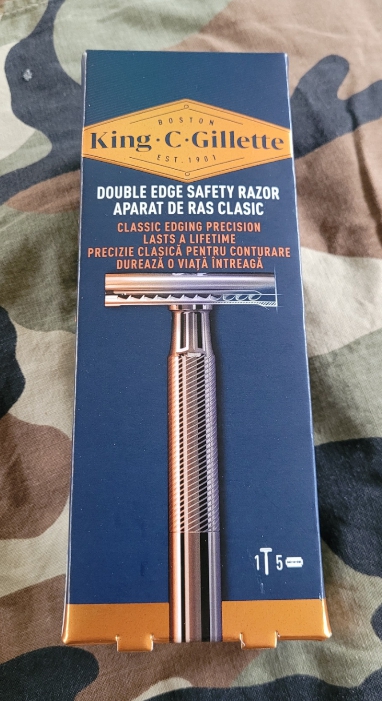 BOSTON
King·C·Gillette
EST. 1901
DOUBLE EDGE SAFETY RAZOR
APARAT DE RAS CLASIC
CLASSIC EDGING PRECISION
LASTS A LIFETIME
PRECIZIE CLASICĂ PENTRU CONTURARE
DUREAZĂ O VIAȚĂ ÎNTREAGĂ
1 5